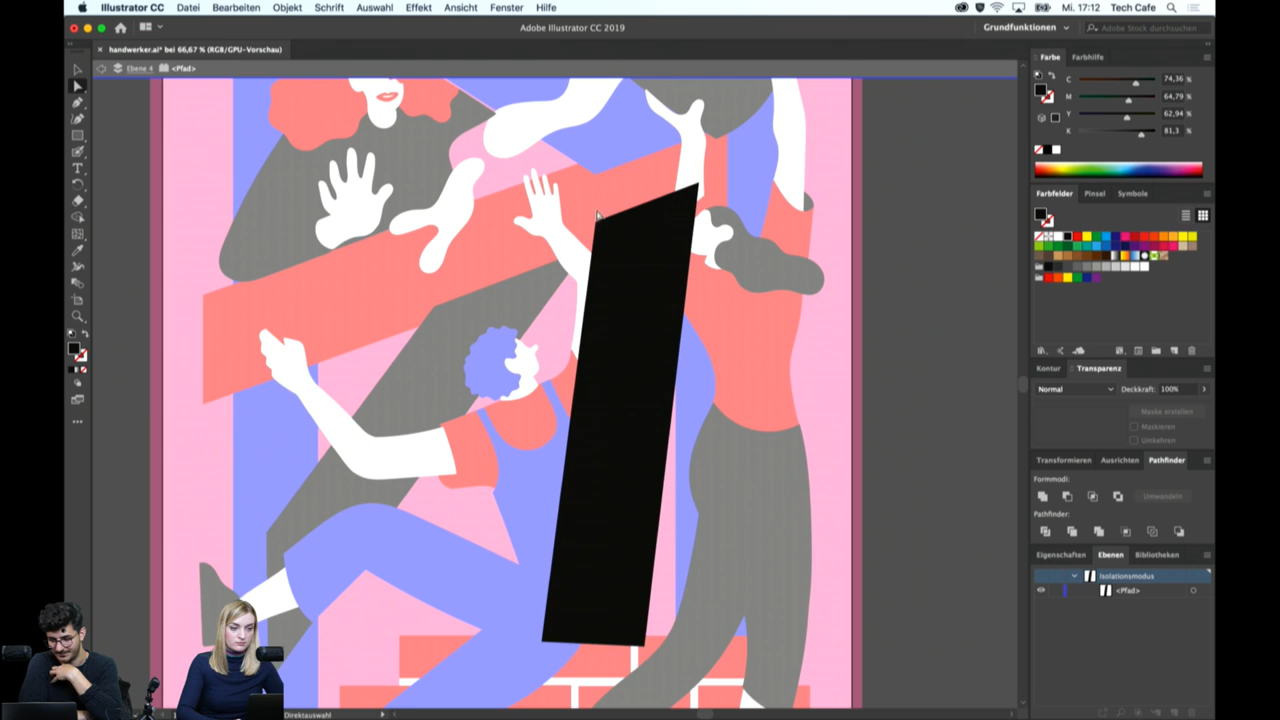 Illustrator CC Datei Bearbeiten Objekt Schrift Auswahl Effekt Ansicht Fenster Hilfe Mi. 17:12 Tech Cafe
Adobe Illustrator CC 2019 Grundfunktionen Adobe Stock durchsuchen
handwerker.ai* bei 66,67 % (RGB/GPU-Vorschau)
Ebene 4 <Pfad>
Farbe Farbhilfe
C 74,36 %
M 64,79 %
Y 62,94 %
K 81,3 %
Farbfelder Pinsel Symbole
Kontur Transparenz
Normal Deckkraft: 100%
Maske erstellen
Maskieren
Umkehren
Transformieren Ausrichten Pathfinder
Formmodi:
Umwandeln
Pathfinder:
Eigenschaften Ebenen Bibliotheken
Isolationsmodus
<Pfad>
Direktauswahl